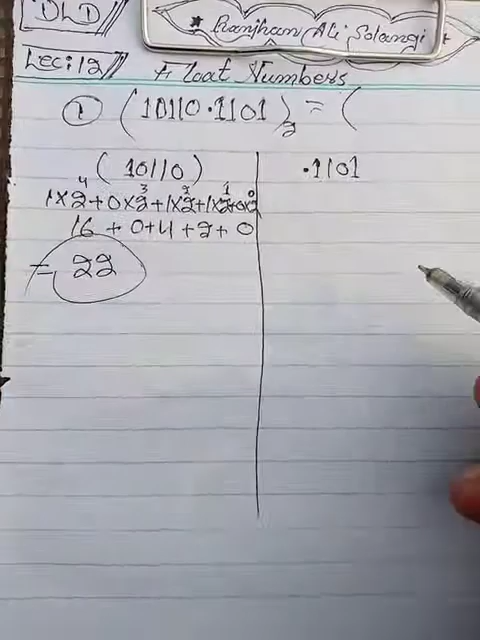 DLD
* Ranjhan Ali Solangi *
Lec:12
Float Numbers
① (10110.1101)₂ = (
(10110)
.1101
1×2⁴+0×2³+1×2²+1×2¹+0×2⁰
16 + 0+4+2+0
= 22